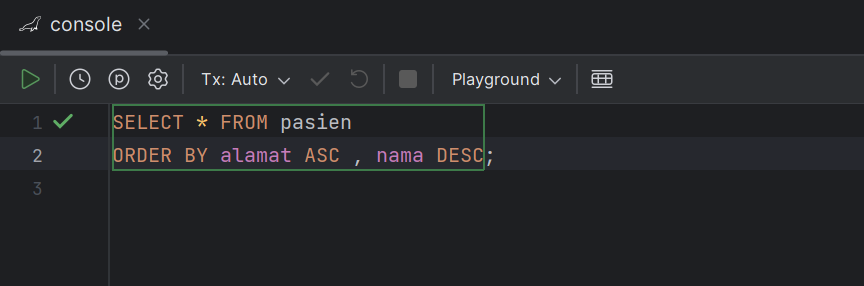 console
Tx: Auto
Playground
1 SELECT * FROM pasien
2 ORDER BY alamat ASC , nama DESC;
3